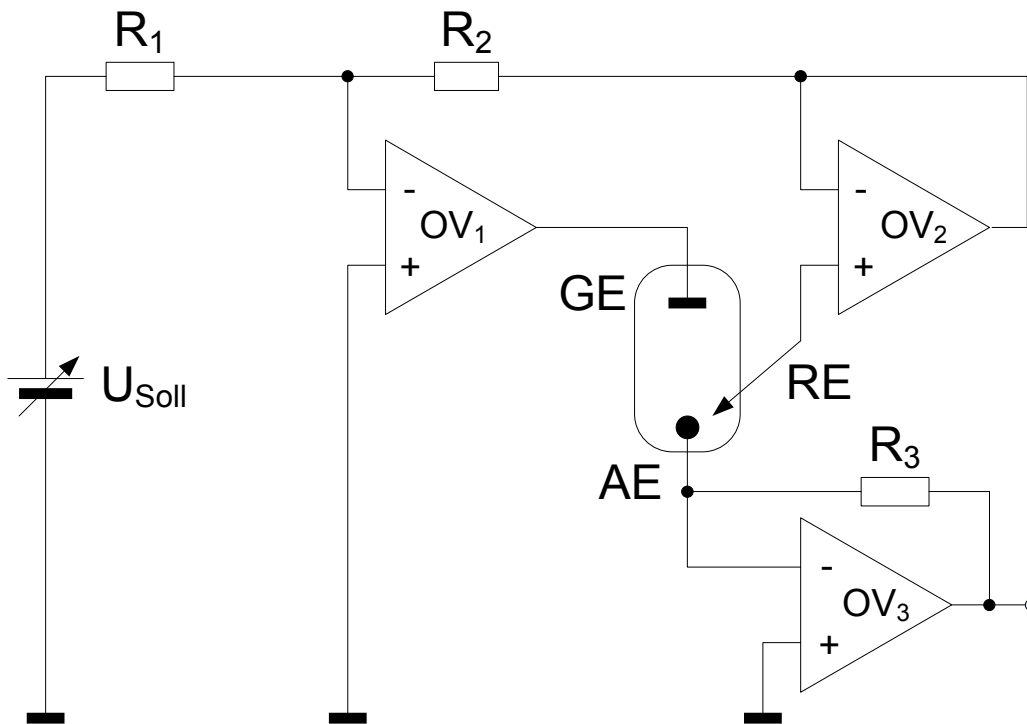 R1 R2
-
OV1
+
-
OV2
+
GE
RE
USoll
AE
R3
-
OV3
+